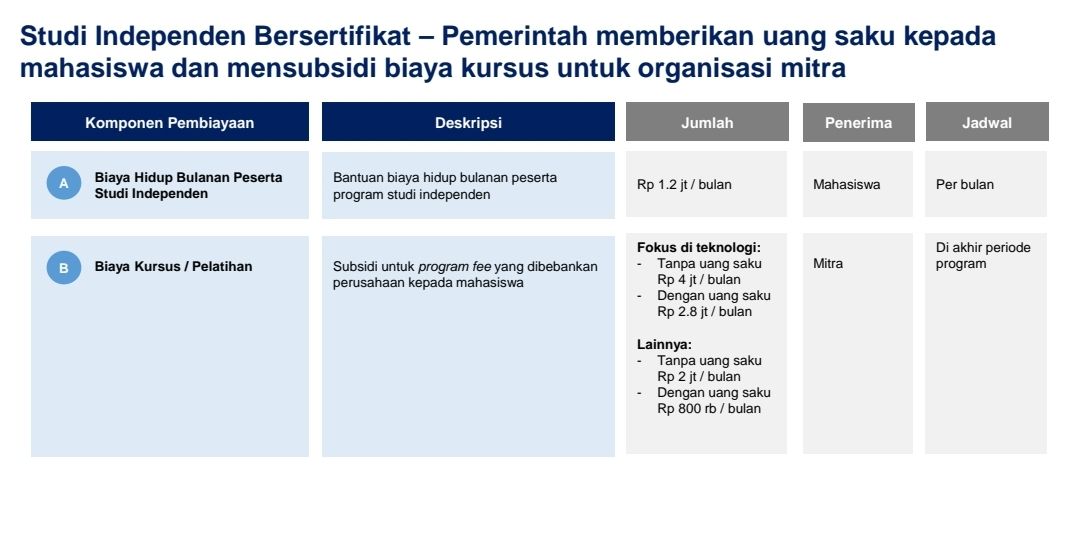 Studi Independen Bersertifikat – Pemerintah memberikan uang saku kepada
mahasiswa dan mensubsidi biaya kursus untuk organisasi mitra
Komponen Pembiayaan
Deskripsi
Jumlah
Penerima
Jadwal
A
Biaya Hidup Bulanan Peserta
Studi Independen
Bantuan biaya hidup bulanan peserta
program studi independen
Rp 1.2 jt / bulan
Mahasiswa
Per bulan
B
Biaya Kursus / Pelatihan
Subsidi untuk program fee yang dibebankan
perusahaan kepada mahasiswa
Fokus di teknologi:
- Tanpa uang saku
Rp 4 jt / bulan
- Dengan uang saku
Rp 2.8 jt / bulan
Lainnya:
- Tanpa uang saku
Rp 2 jt / bulan
- Dengan uang saku
Rp 800 rb / bulan
Mitra
Di akhir periode
program